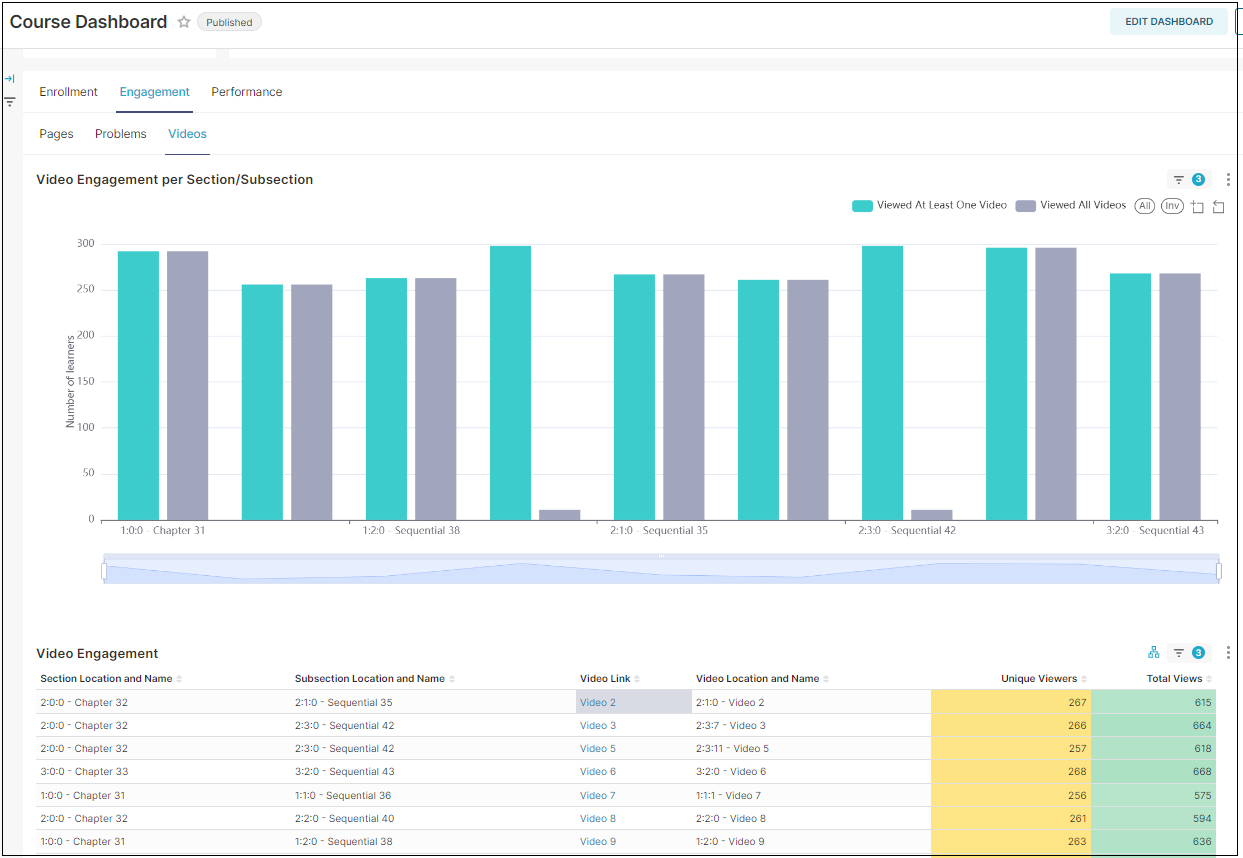 Course Dashboard Published EDIT DASHBOARD
Enrollment Engagement Performance
Pages Problems Videos
Video Engagement per Section/Subsection 3
Viewed At Least One Video Viewed All Videos All Inv
300
250
200
150
100
50
0
Number of learners
1:0:0 - Chapter 31 1:2:0 - Sequential 38 2:1:0 - Sequential 35 2:3:0 - Sequential 42 3:2:0 - Sequential 43
Video Engagement 3
Section Location and Name Subsection Location and Name Video Link Video Location and Name Unique Viewers Total Views
2:0:0 - Chapter 32 2:1:0 - Sequential 35 Video 2 2:1:0 - Video 2 267 615
2:0:0 - Chapter 32 2:3:0 - Sequential 42 Video 3 2:3:7 - Video 3 266 664
2:0:0 - Chapter 32 2:3:0 - Sequential 42 Video 5 2:3:11 - Video 5 257 618
3:0:0 - Chapter 33 3:2:0 - Sequential 43 Video 6 3:2:0 - Video 6 268 668
1:0:0 - Chapter 31 1:1:0 - Sequential 36 Video 7 1:1:1 - Video 7 256 575
2:0:0 - Chapter 32 2:2:0 - Sequential 40 Video 8 2:2:0 - Video 8 261 594
1:0:0 - Chapter 31 1:2:0 - Sequential 38 Video 9 1:2:0 - Video 9 263 636